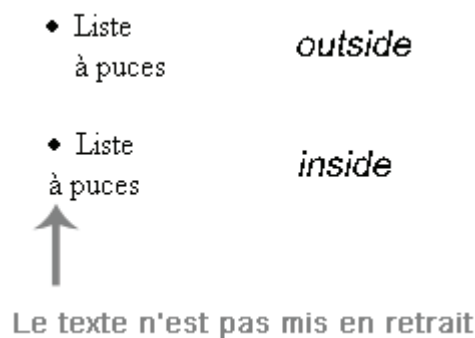 • Liste
à puces
outside
• Liste
à puces
inside
Le texte n'est pas mis en retrait